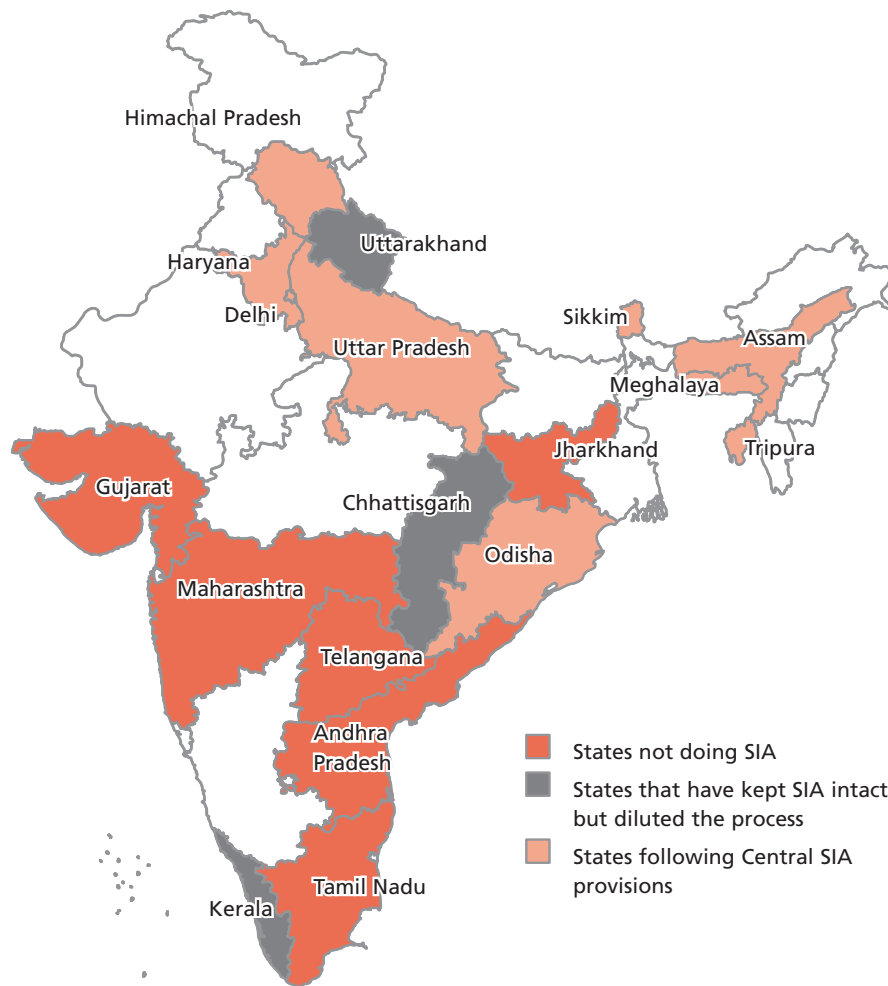 Himachal Pradesh
Uttarakhand
Haryana
Delhi
Sikkim
Assam
Uttar Pradesh
Meghalaya
Tripura
Jharkhand
Gujarat
Chhattisgarh
Odisha
Maharashtra
Telangana
Andhra
Pradesh
States not doing SIA
States that have kept SIA intact
but diluted the process
States following Central SIA
provisions
Tamil Nadu
Kerala